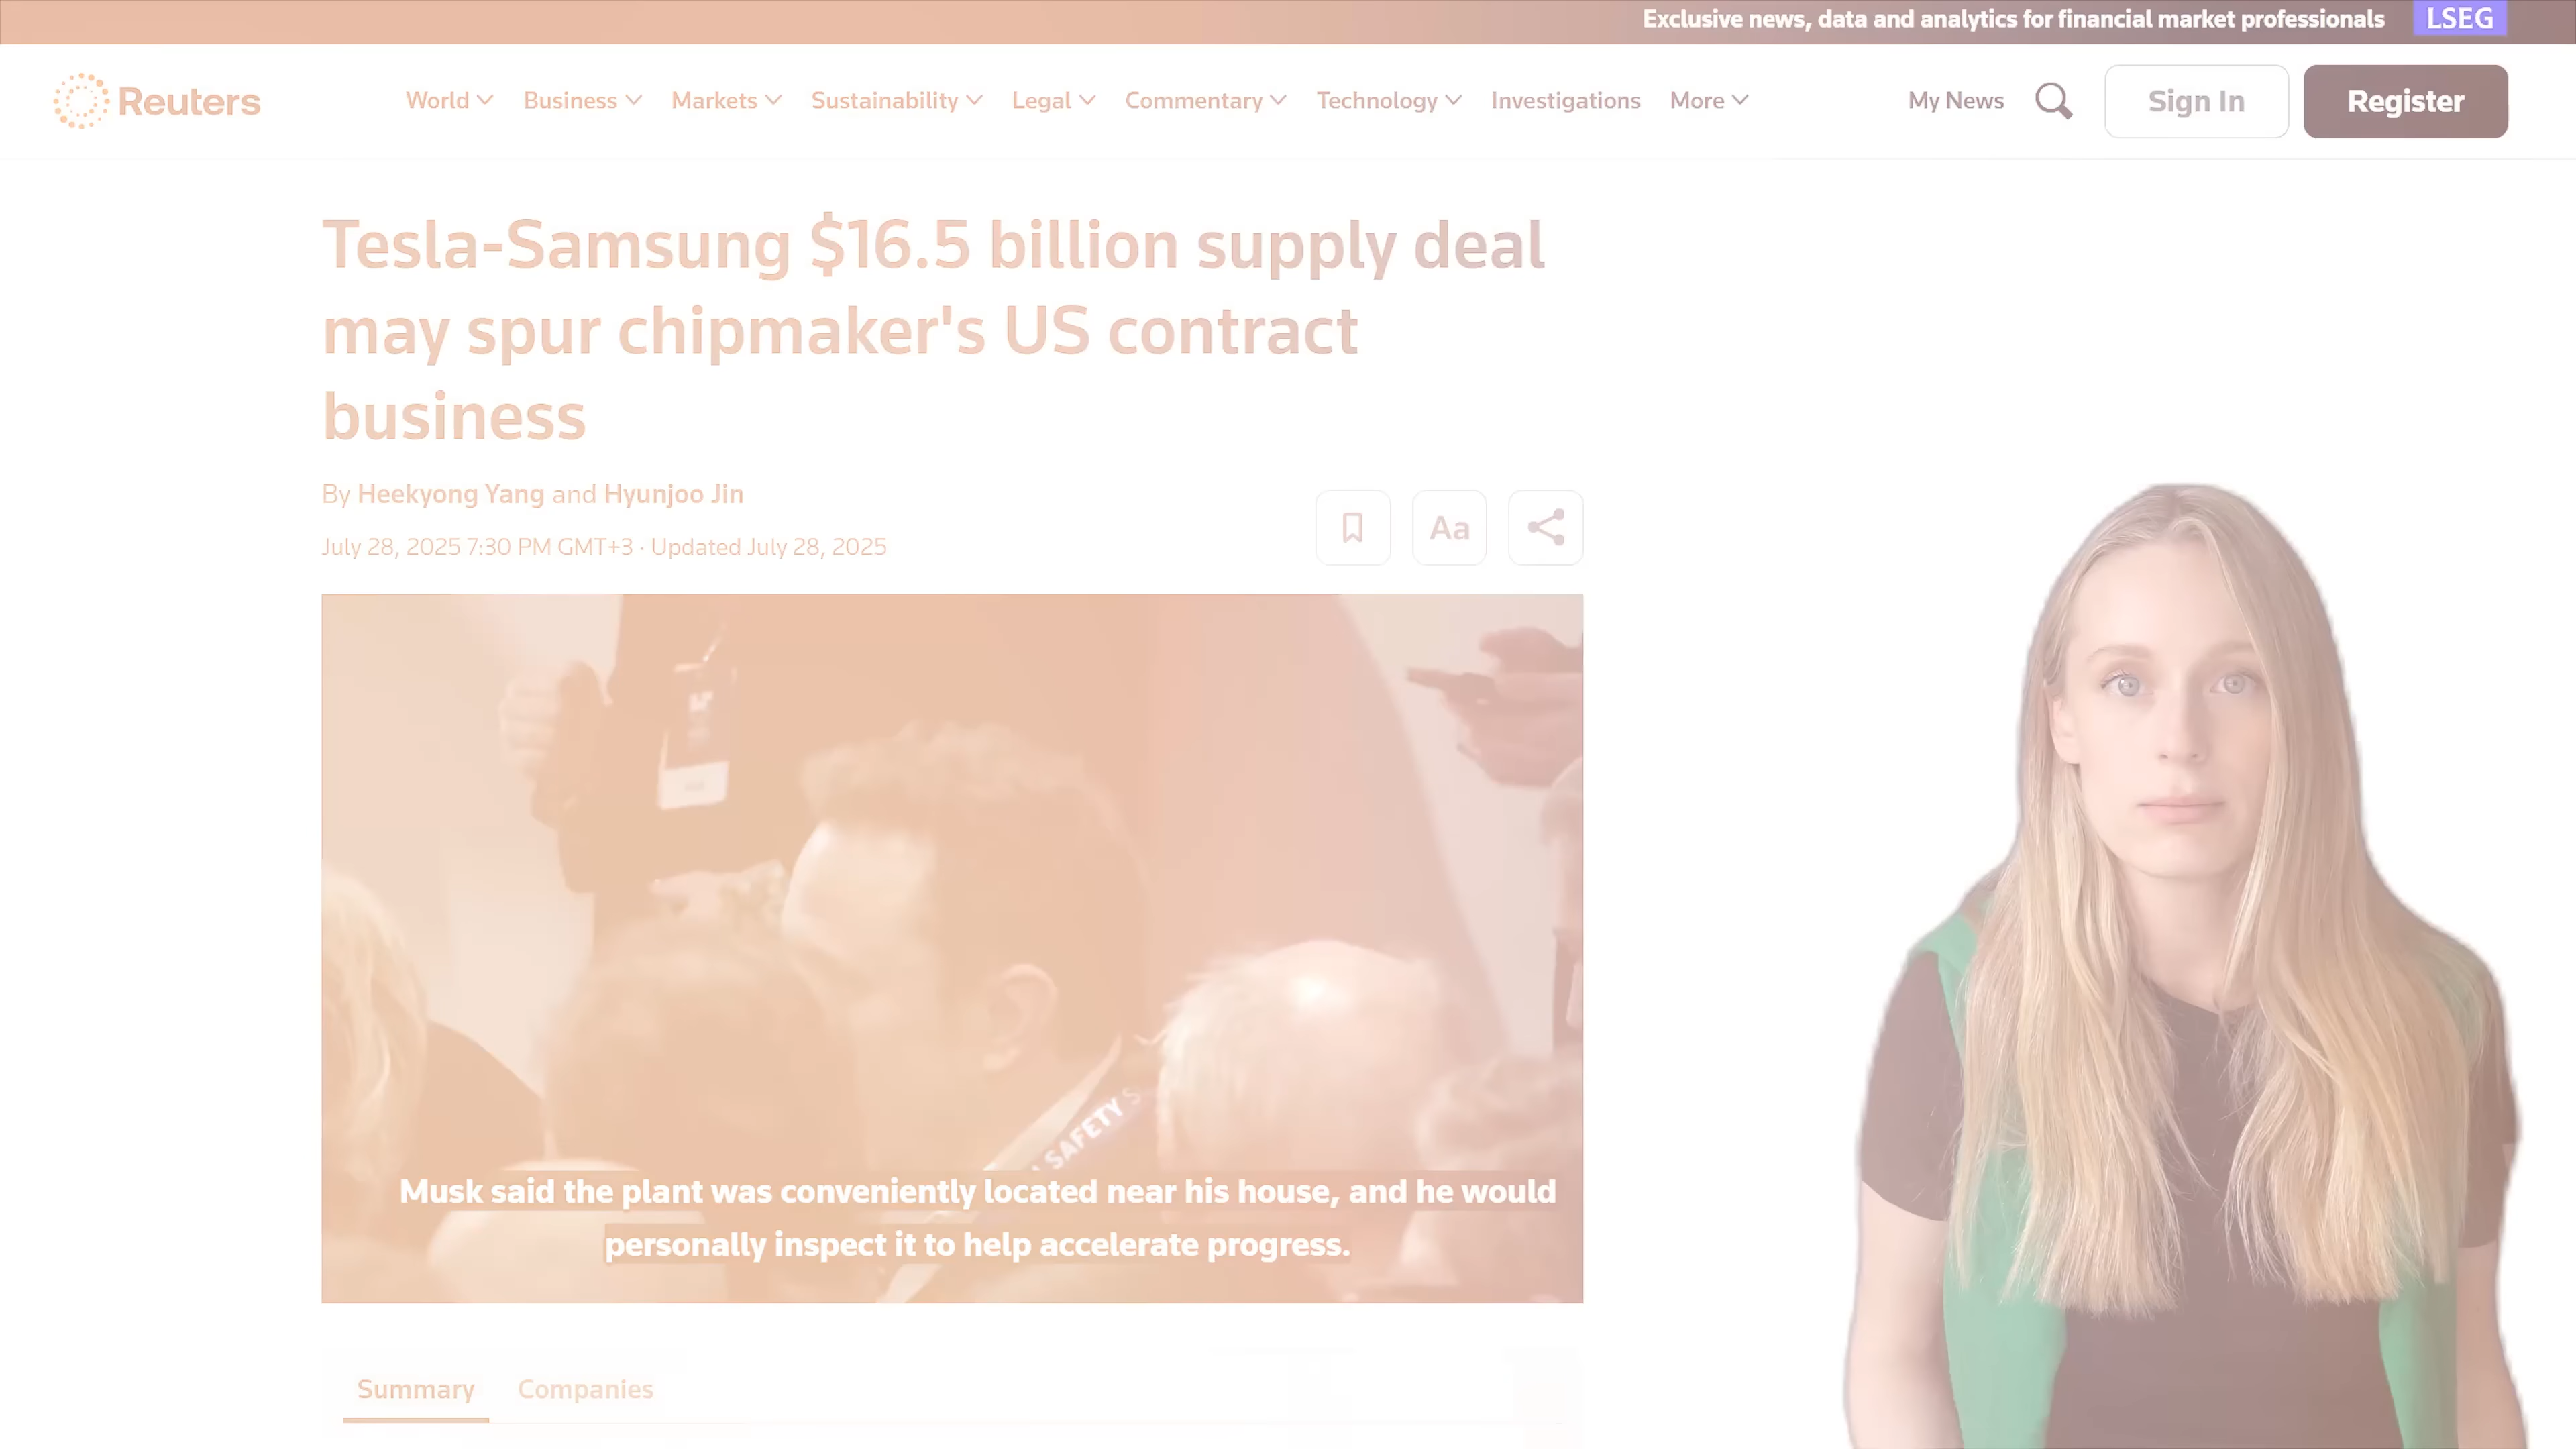 Exclusive news, data and analytics for financial market professionals LSEG
Reuters World Business Markets Sustainability Legal Commentary Technology Investigations More My News Sign In Register
Tesla-Samsung $16.5 billion supply deal
may spur chipmaker's US contract
business
By Heekyong Yang and Hyunjoo Jin
July 28, 2025 7:30 PM GMT+3 · Updated July 28, 2025
Aa
SAFETY S
Musk said the plant was conveniently located near his house, and he would
personally inspect it to help accelerate progress.
Summary Companies